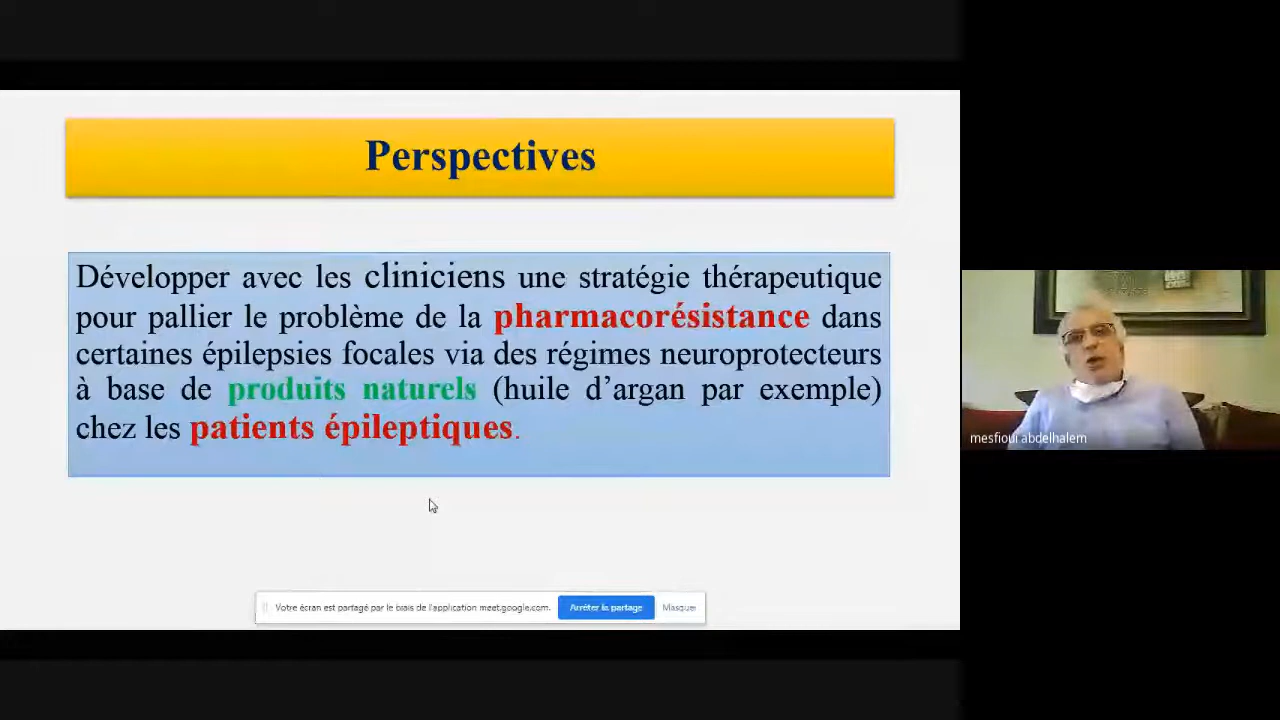 Perspectives
Développer avec les cliniciens une stratégie thérapeutique
pour pallier le problème de la pharmacorésistance dans
certaines épilepsies focales via des régimes neuroprotecteurs
à base de produits naturels (huile d’argan par exemple)
chez les patients épileptiques.
mesfioui abdelhalem
Votre écran est partagé par le biais de l'application meet.google.com.
Arrêter le partage
Masquer